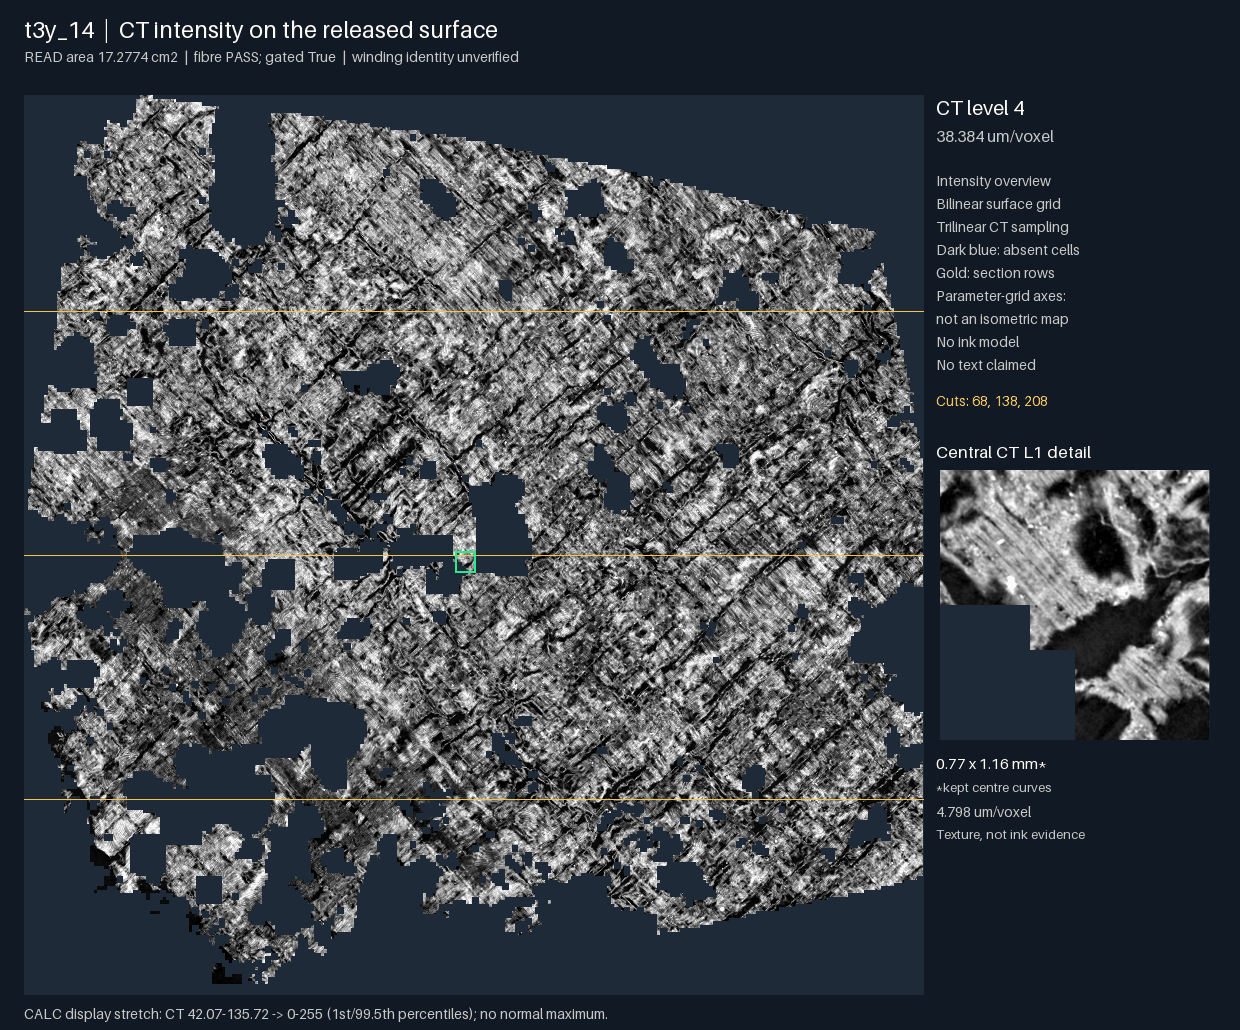 t3y_14 | CT intensity on the released surface
READ area 17.2774 cm2 | fibre PASS; gated True | winding identity unverified
CT level 4
38.384 um/voxel
Intensity overview
Bilinear surface grid
Trilinear CT sampling
Dark blue: absent cells
Gold: section rows
Parameter-grid axes:
not an isometric map
No ink model
No text claimed
Cuts: 68, 138, 208
Central CT L1 detail
0.77 x 1.16 mm*
*kept centre curves
4.798 um/voxel
Texture, not ink evidence
CALC display stretch: CT 42.07-135.72 -> 0-255 (1st/99.5th percentiles); no normal maximum.